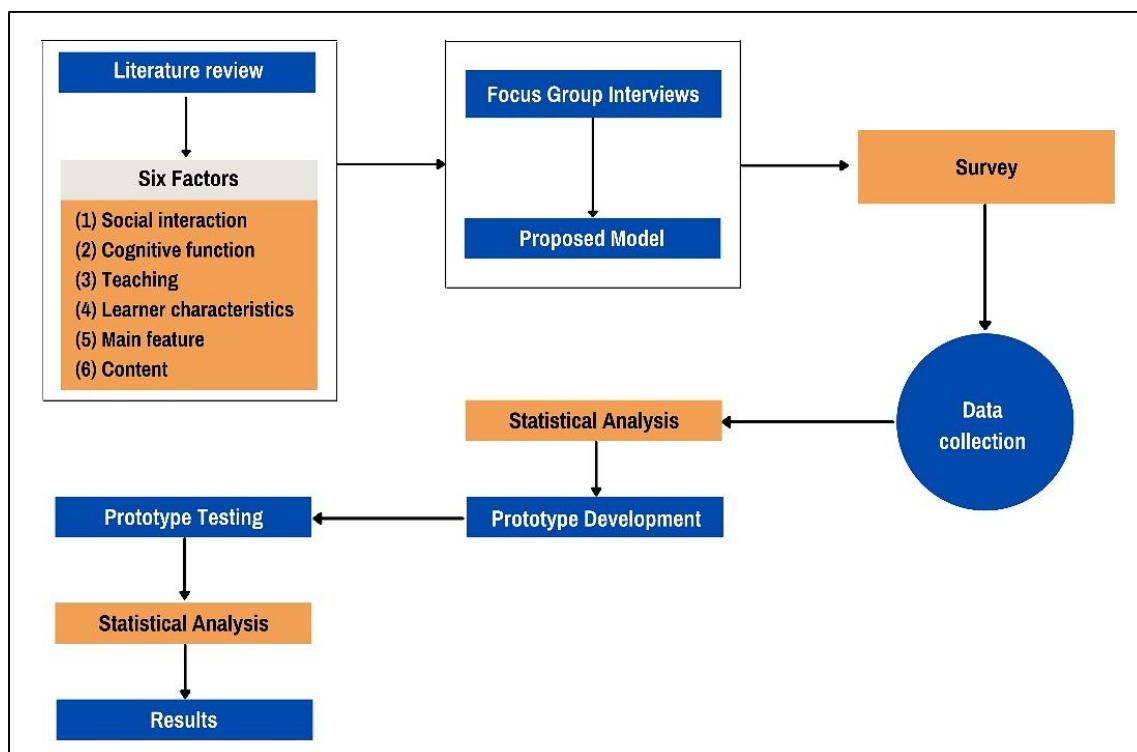 Literature review
Six Factors
(1) Social interaction
(2) Cognitive function
(3) Teaching
(4) Learner characteristics
(5) Main feature
(6) Content
Focus Group Interviews
Proposed Model
Survey
Data
collection
Statistical Analysis
Prototype Development
Prototype Testing
Statistical Analysis
Results